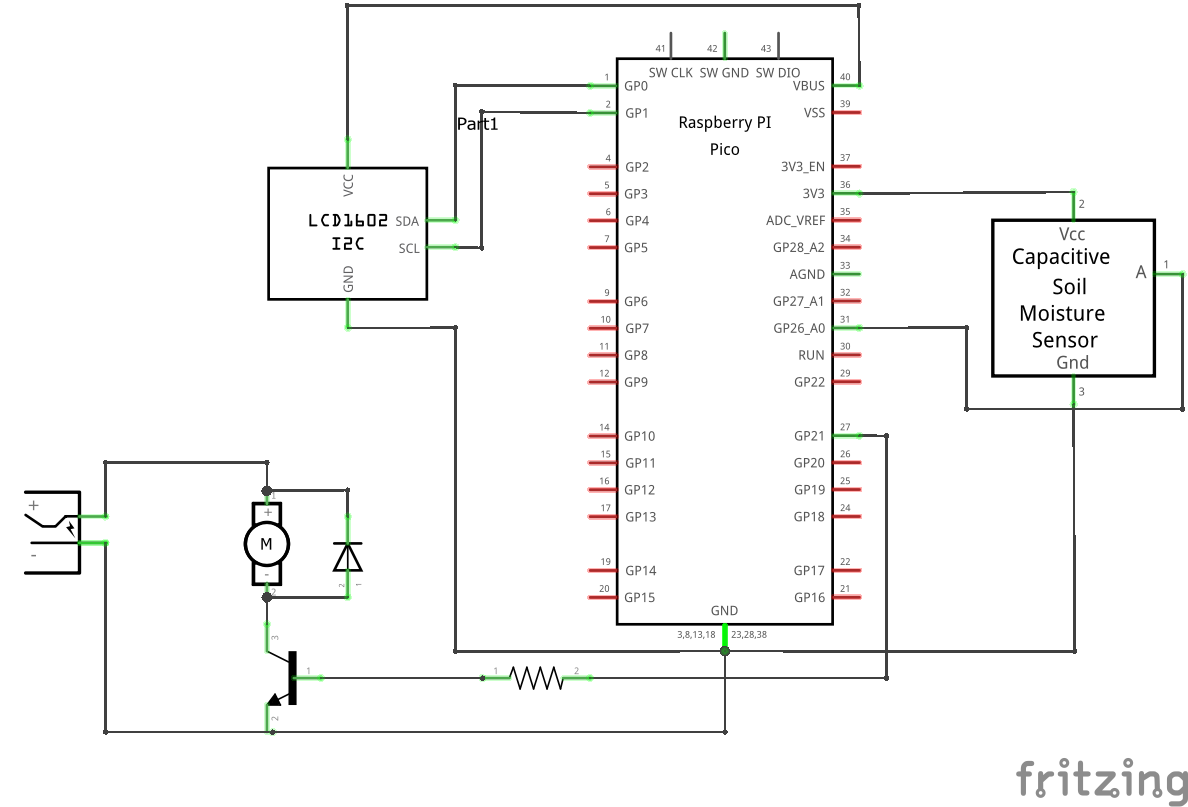 41 42 43
SW CLK SW GND SW DIO
1 GP0 VBUS 40
2 GP1 VSS 39
Part1
Raspberry PI
Pico
4 GP2 3V3_EN 37
5 GP3 3V3 36
6 GP4 ADC_VREF 35
7 GP5 GP28_A2 34
AGND 33
9 GP6 GP27_A1 32
10 GP7 GP26_A0 31
11 GP8 RUN 30
12 GP9 GP22 29
14 GP10 GP21 27
15 GP11 GP20 26
16 GP12 GP19 25
17 GP13 GP18 24
19 GP14 GP17 22
20 GP15 GP16 21
GND
3,8,13,18 23,28,38
VCC
LCD1602 SDA
I2C
SCL
GND
2
Vcc
Capacitive
A 1
Soil
Moisture
Sensor
Gnd
3
+
-
1
+
M
-
2
2 1
3
1
2
1 2
fritzing